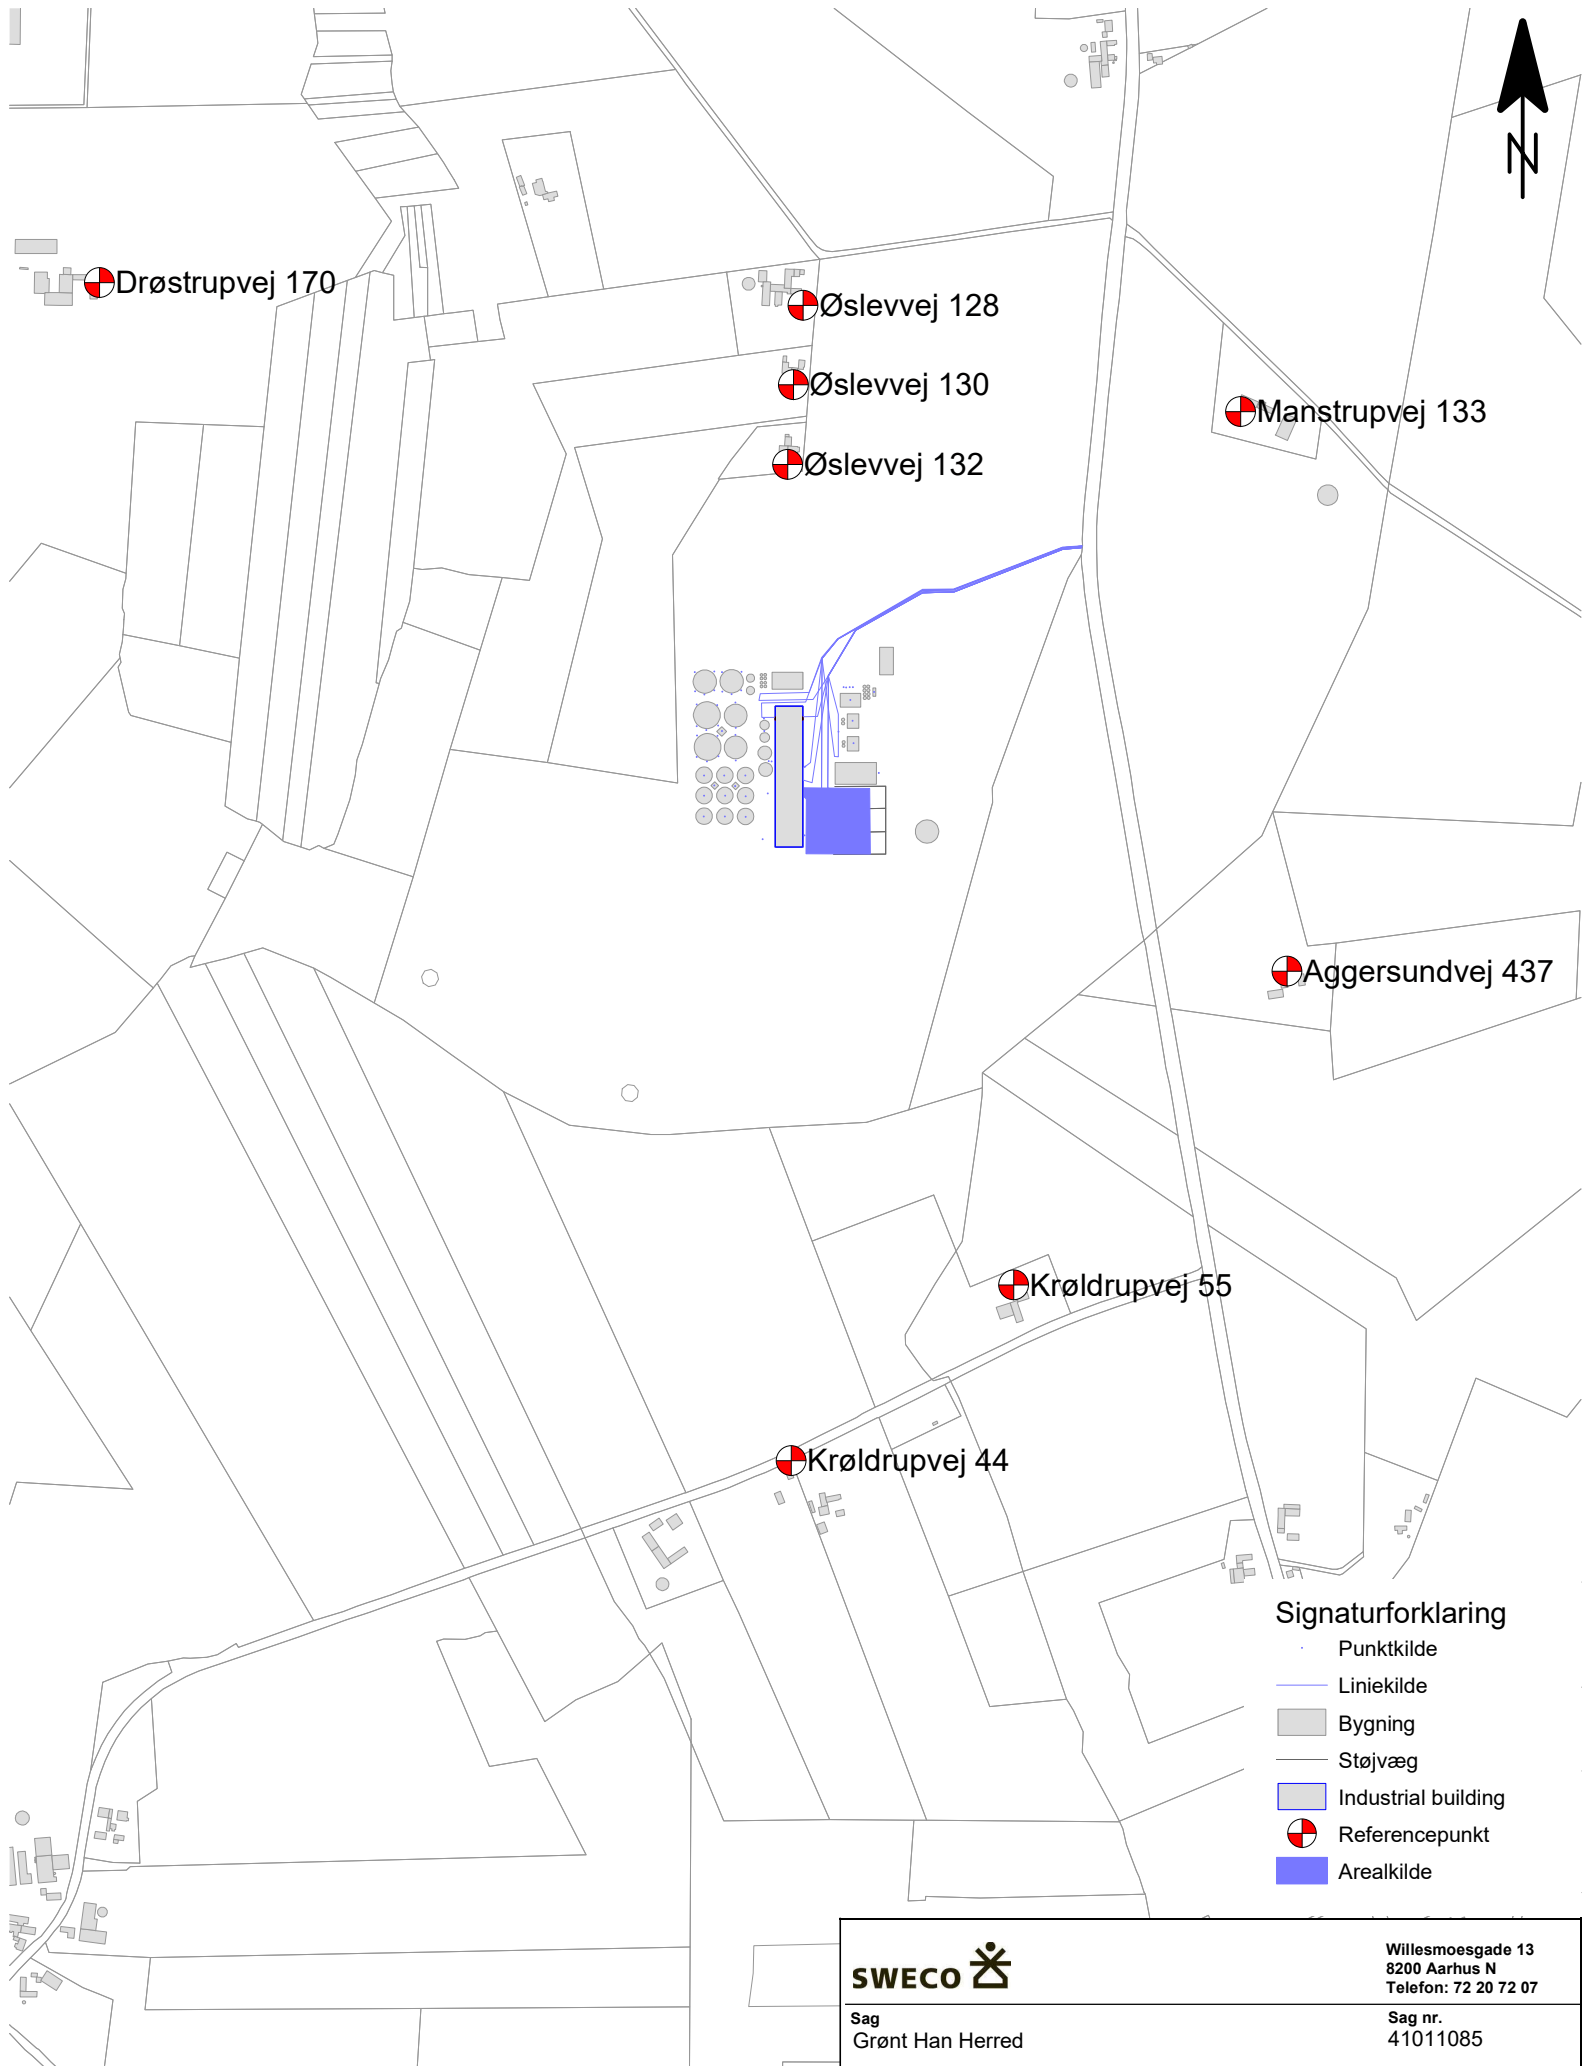 N
Drøstrupvej 170
Øslevvej 128
Øslevvej 130
Manstrupvej 133
Øslevvej 132
Aggersundvej 437
Krøldrupvej 55
Krøldrupvej 44
Signaturforklaring
Punktkilde
Liniekilde
Bygning
Støjvæg
Industrial building
Referencepunkt
Arealkilde
SWECO
Willesmoesgade 13
8200 Aarhus N
Telefon: 72 20 72 07
Sag
Grønt Han Herred
Sag nr.
41011085